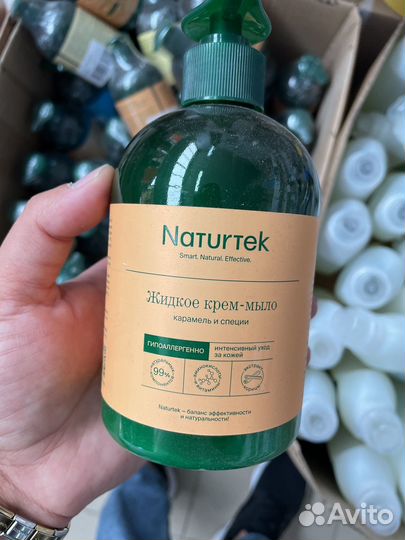 Naturtek
Smart. Natural. Effective.
Жидкое крем-мыло
карамель и специи
ГИПОАЛЛЕРГЕННО
интенсивный уход
за кожей
99%
Naturtek – баланс эффективности
и натуральности!
Avito